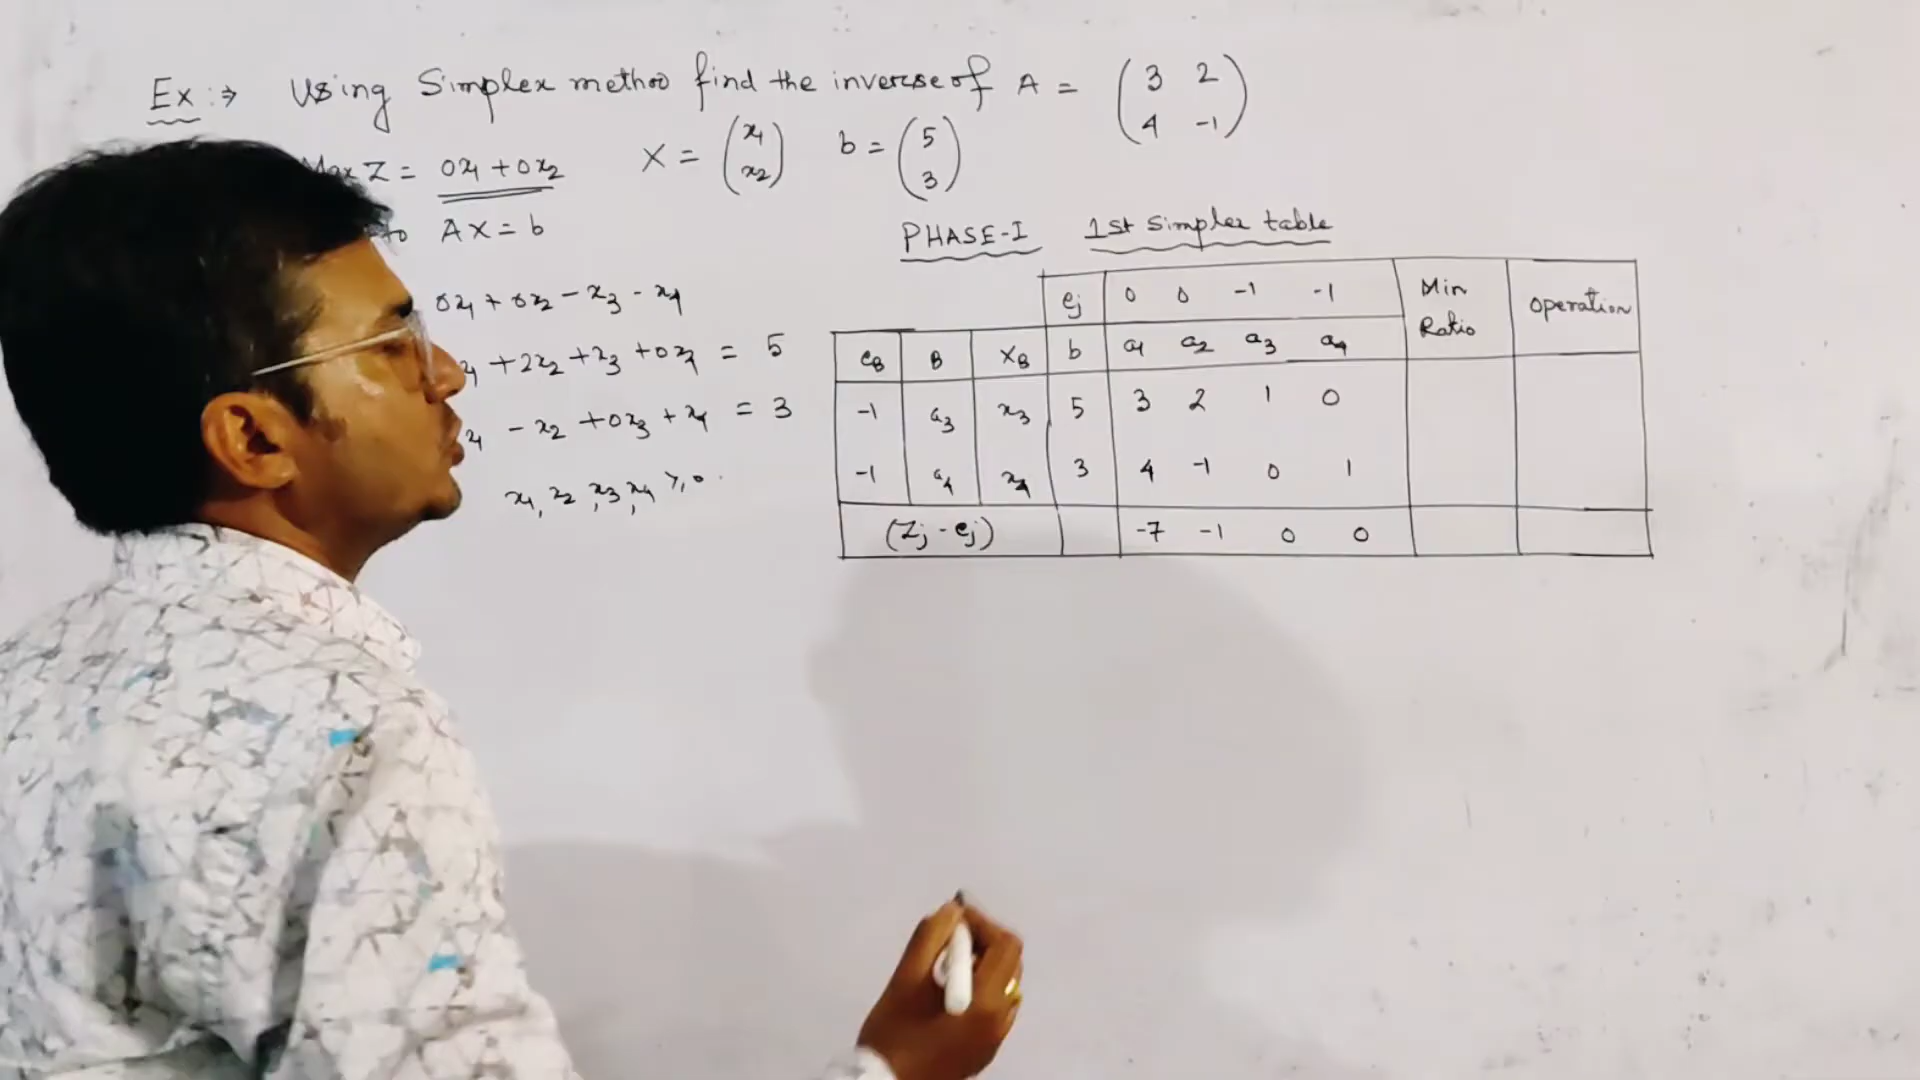 Ex :⇒ Using Simplex method find the inverse of A = (3 2
4 -1)
Max Z = 0x1 + 0x2 X = (x1
x2) b = (5
3)
to AX = b
PHASE-I 1st Simplex table
0x1 + 0x2 - x3 - x4
x1 + 2x2 + x3 + 0x4 = 5
x1 - x2 + 0x3 + x4 = 3
x1, x2, x3, x4 ≥ 0.
cj 0 0 -1 -1 Min Ratio Operation
cB B XB b a1 a2 a3 a4
-1 a3 x3 5 3 2 1 0
-1 a4 x4 3 4 -1 0 1
(Zj - cj) -7 -1 0 0